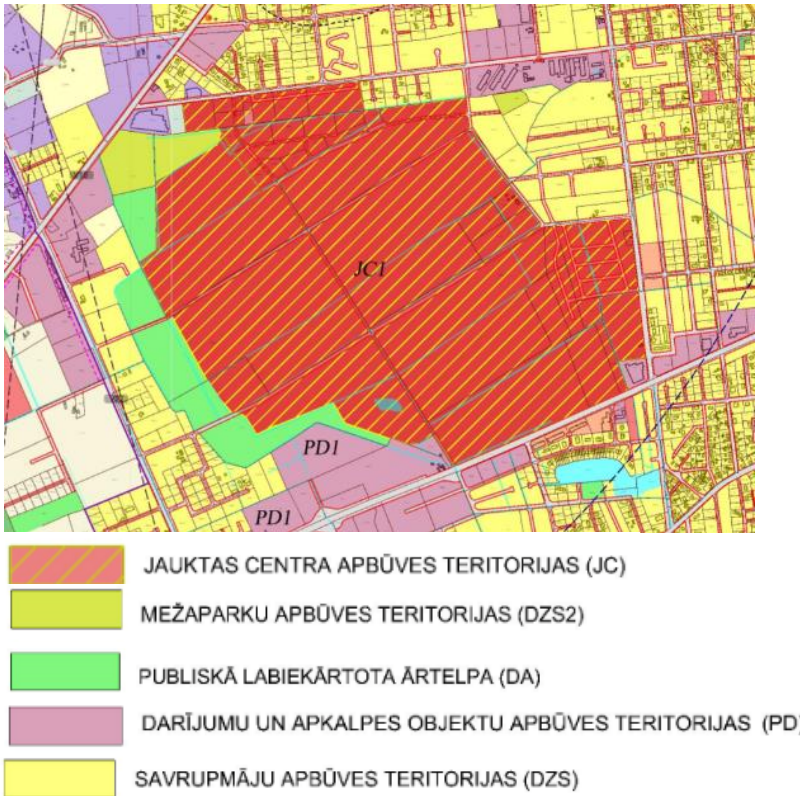 JC1
PD1
PD1
JAUKTAS CENTRA APBŪVES TERITORIJAS (JC)
MEŽAPARKU APBŪVES TERITORIJAS (DZS2)
PUBLISKĀ LABIEKĀRTOTA ĀRTELPA (DA)
DARĪJUMU UN APKALPES OBJEKTU APBŪVES TERITORIJAS (PD)
SAVRUPMĀJU APBŪVES TERITORIJAS (DZS)